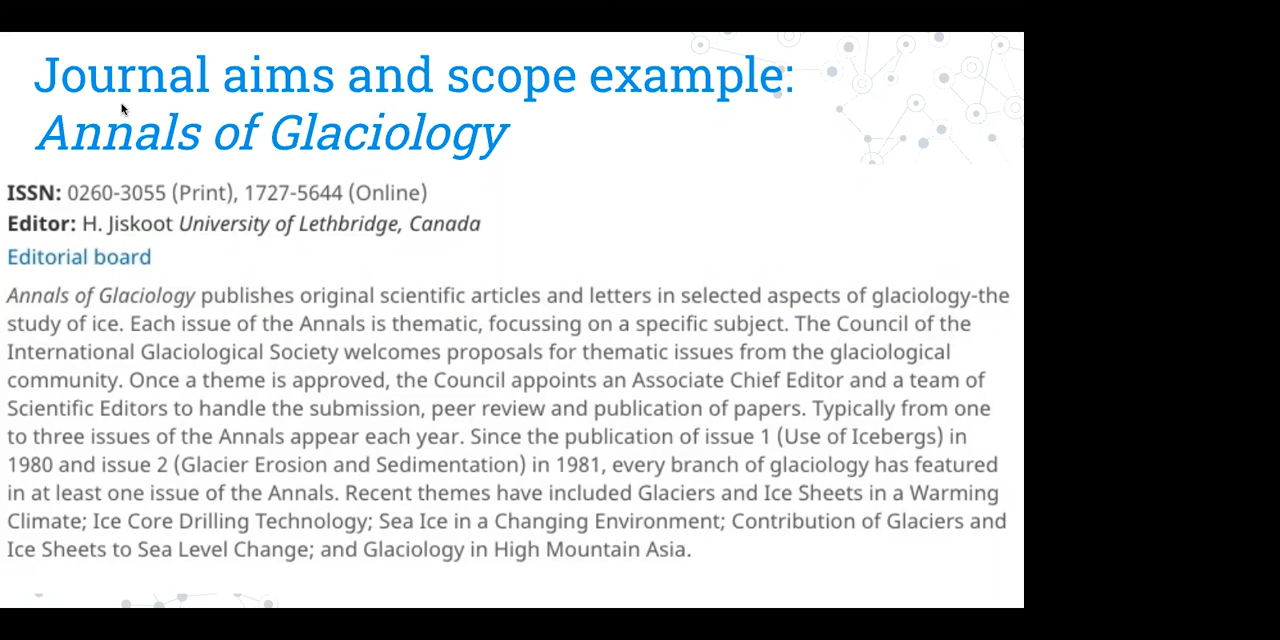 Journal aims and scope example:
Annals of Glaciology
ISSN: 0260-3055 (Print), 1727-5644 (Online)
Editor: H. Jiskoot University of Lethbridge, Canada
Editorial board
Annals of Glaciology publishes original scientific articles and letters in selected aspects of glaciology-the
study of ice. Each issue of the Annals is thematic, focussing on a specific subject. The Council of the
International Glaciological Society welcomes proposals for thematic issues from the glaciological
community. Once a theme is approved, the Council appoints an Associate Chief Editor and a team of
Scientific Editors to handle the submission, peer review and publication of papers. Typically from one
to three issues of the Annals appear each year. Since the publication of issue 1 (Use of Icebergs) in
1980 and issue 2 (Glacier Erosion and Sedimentation) in 1981, every branch of glaciology has featured
in at least one issue of the Annals. Recent themes have included Glaciers and Ice Sheets in a Warming
Climate; Ice Core Drilling Technology; Sea Ice in a Changing Environment; Contribution of Glaciers and
Ice Sheets to Sea Level Change; and Glaciology in High Mountain Asia.